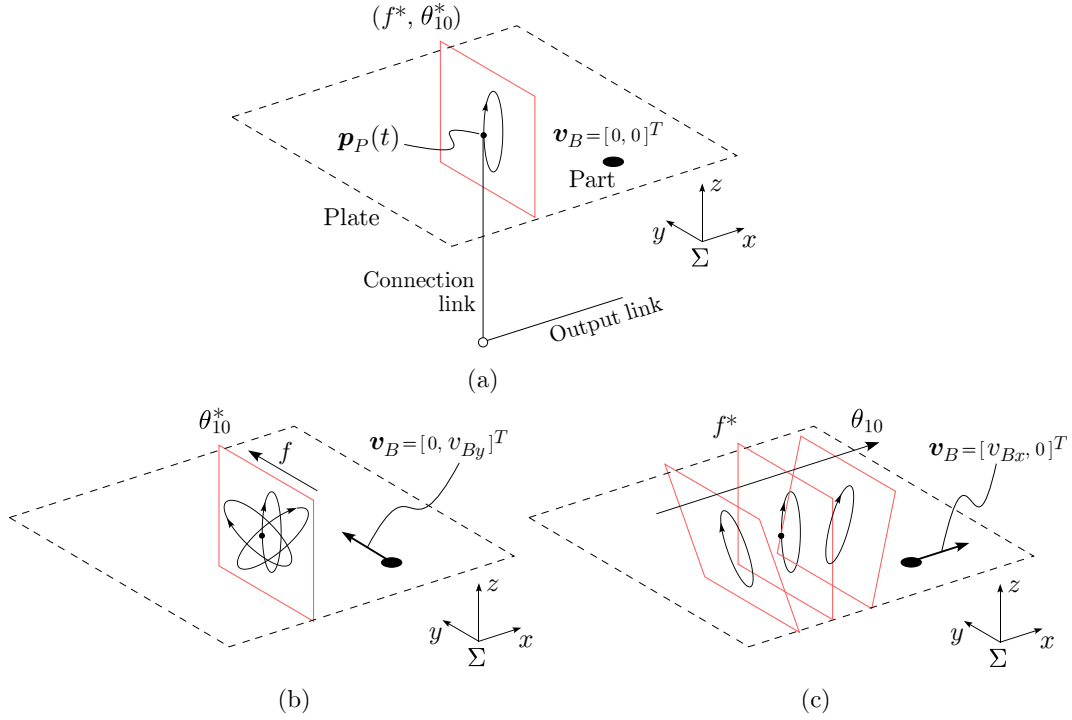 (f*, θ*₁₀)
𝒑_P(t)
𝒗_B=[0, 0]^T
Part
Plate
z
y
x
Σ
Connection
link
Output link
(a)
θ*₁₀
f
𝒗_B=[0, v_By]^T
z
y
x
Σ
(b)
f*
θ₁₀
𝒗_B=[v_Bx, 0]^T
z
y
x
Σ
(c)